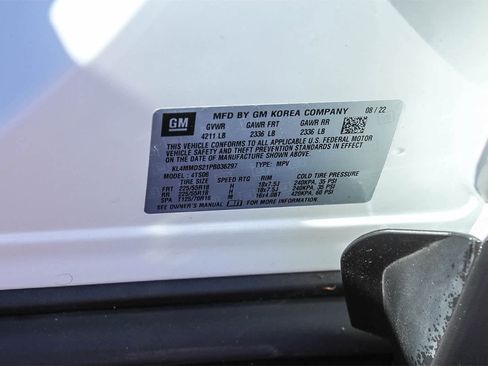 GM
MFD BY GM KOREA COMPANY 08 / 22
GVWR GAWR FRT GAWR RR
4211 LB 2336 LB 2336 LB
THIS VEHICLE CONFORMS TO ALL APPLICABLE U.S. FEDERAL MOTOR
VEHICLE SAFETY AND THEFT PREVENTION STANDARDS IN EFFECT
ON THE DATE OF MANUFACTURE SHOWN ABOVE.
KL4MMDS21PB036297 TYPE: MPV
MODEL: 4TS06
TIRE SIZE SPEED RTG RIM COLD TIRE PRESSURE
FRT 225/55R18 H 18x7.5J 240KPA, 35 PSI
RR 225/55R18 H 18x7.5J 240KPA, 35 PSI
SPA T125/70R16 M 16x4.0BT 420KPA, 60 PSI
SEE OWNER'S MANUAL FOR MORE INFORMATION.